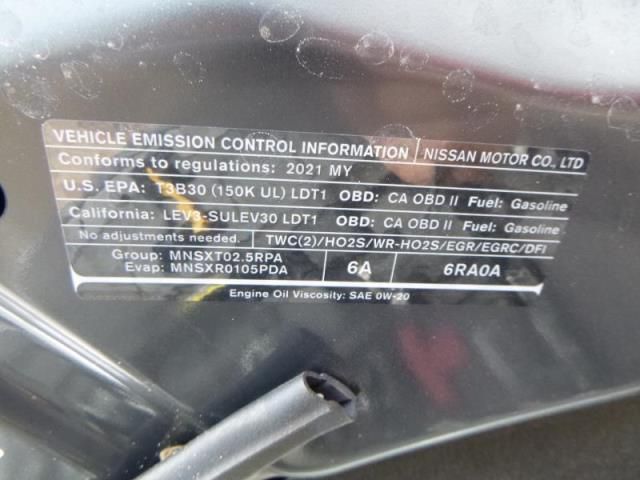 VEHICLE EMISSION CONTROL INFORMATION NISSAN MOTOR CO., LTD
Conforms to regulations: 2021 MY
U.S. EPA: T3B30 (150K UL) LDT1 OBD: CA OBD II Fuel: Gasoline
California: LEV3-SULEV30 LDT1 OBD: CA OBD II Fuel: Gasoline
No adjustments needed. TWC(2)/HO2S/WR-HO2S/EGR/EGRC/DFI
Group: MNSXT02.5RPA
Evap: MNSXR0105PDA 6A 6RA0A
Engine Oil Viscosity: SAE 0W-20